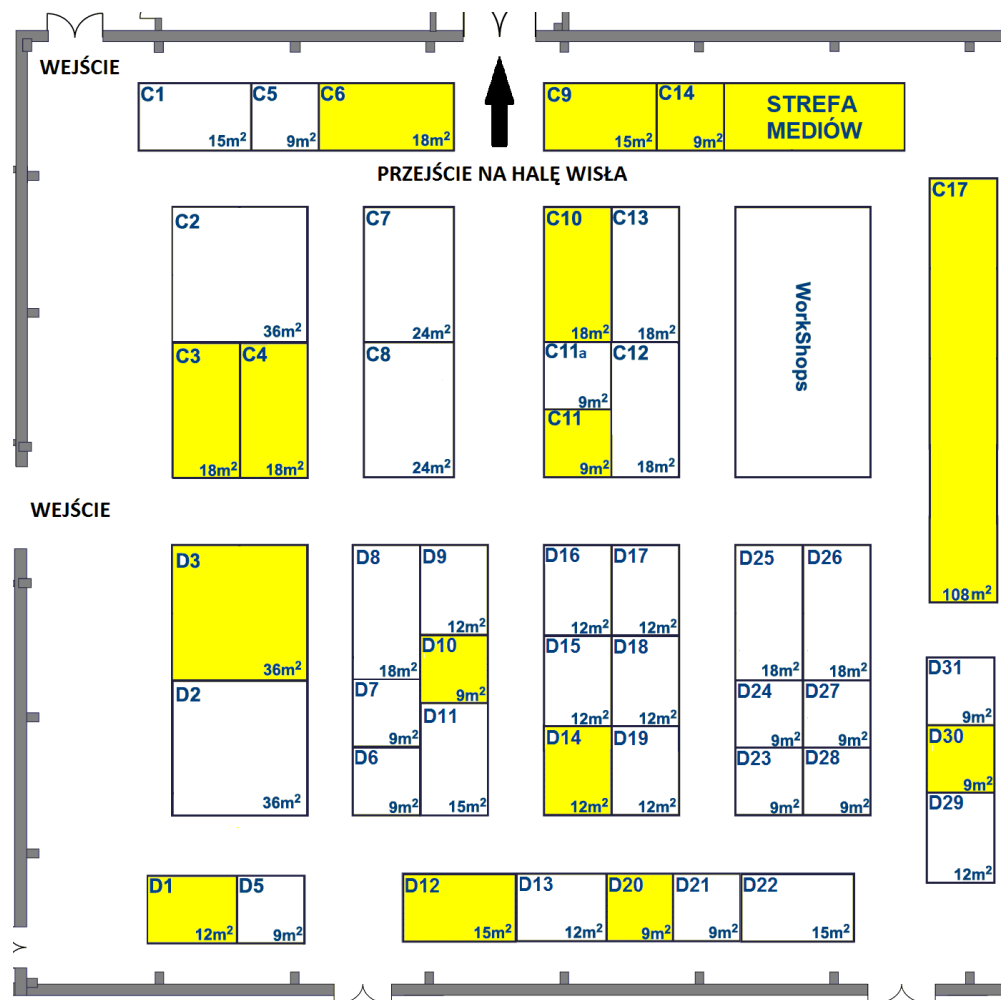 WEJŚCIE
C1
15m²
C5
9m²
C6
18m²
C9
15m²
C14
9m²
STREFA
MEDIÓW
PRZEJŚCIE NA HALĘ WISŁA
C17
108m²
C2
36m²
C7
24m²
C10
18m²
C13
18m²
WorkShops
C3
18m²
C4
18m²
C8
24m²
C11a
9m²
C12
18m²
C11
9m²
WEJŚCIE
D3
36m²
D8
18m²
D9
12m²
D16
12m²
D17
12m²
D25
18m²
D26
18m²
D10
9m²
D15
12m²
D18
12m²
D31
9m²
D2
36m²
D7
9m²
D11
15m²
D24
9m²
D27
9m²
D14
12m²
D19
12m²
D30
9m²
D6
9m²
D23
9m²
D28
9m²
D29
12m²
D1
12m²
D5
9m²
D12
15m²
D13
12m²
D20
9m²
D21
9m²
D22
15m²